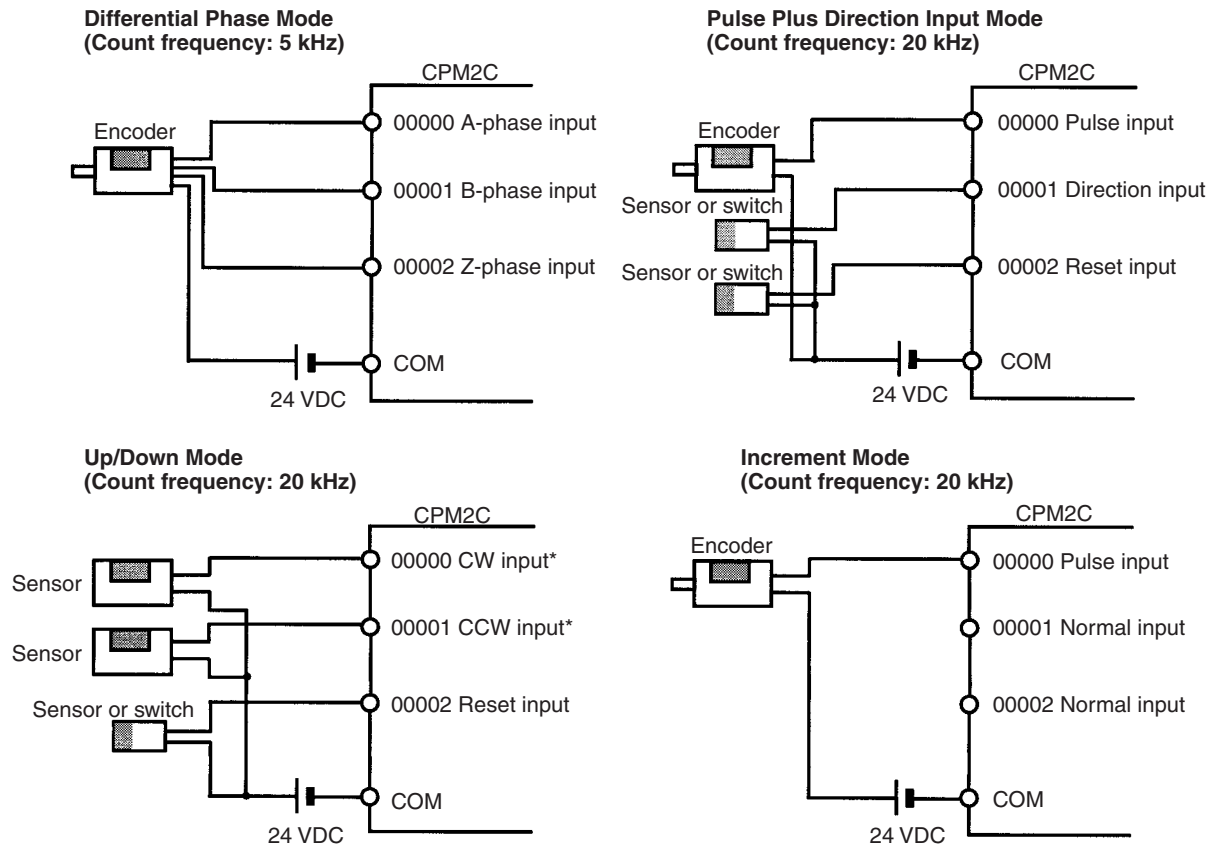 Differential Phase Mode
(Count frequency: 5 kHz)
CPM2C
Encoder
00000 A-phase input
00001 B-phase input
00002 Z-phase input
COM
24 VDC
Pulse Plus Direction Input Mode
(Count frequency: 20 kHz)
CPM2C
Encoder
00000 Pulse input
00001 Direction input
Sensor or switch
Sensor or switch
00002 Reset input
COM
24 VDC
Up/Down Mode
(Count frequency: 20 kHz)
CPM2C
00000 CW input*
Sensor
00001 CCW input*
Sensor
Sensor or switch
00002 Reset input
COM
24 VDC
Increment Mode
(Count frequency: 20 kHz)
CPM2C
Encoder
00000 Pulse input
00001 Normal input
00002 Normal input
COM
24 VDC